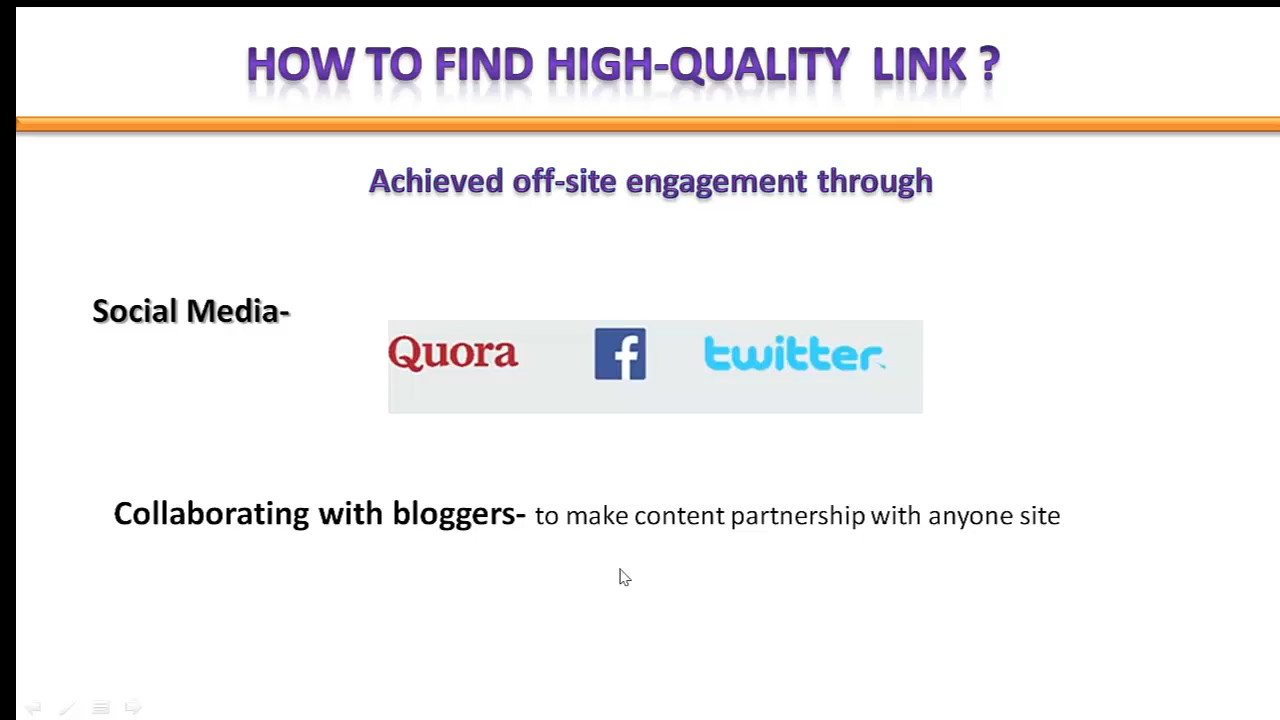 HOW TO FIND HIGH-QUALITY LINK ?
Achieved off-site engagement through
Social Media-
Quora f twitter
Collaborating with bloggers- to make content partnership with anyone site